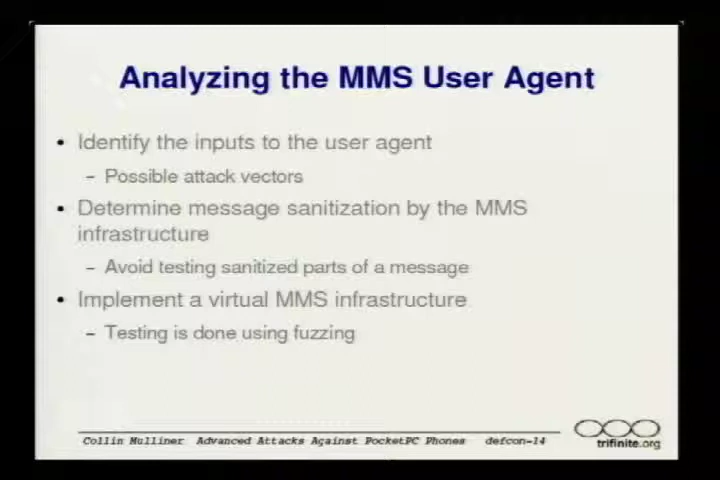 Analyzing the MMS User Agent
• Identify the inputs to the user agent
– Possible attack vectors
• Determine message sanitization by the MMS
infrastructure
– Avoid testing sanitized parts of a message
• Implement a virtual MMS infrastructure
– Testing is done using fuzzing
Collin Mulliner Advanced Attacks Against PocketPC Phones defcon-14
trifinite.org